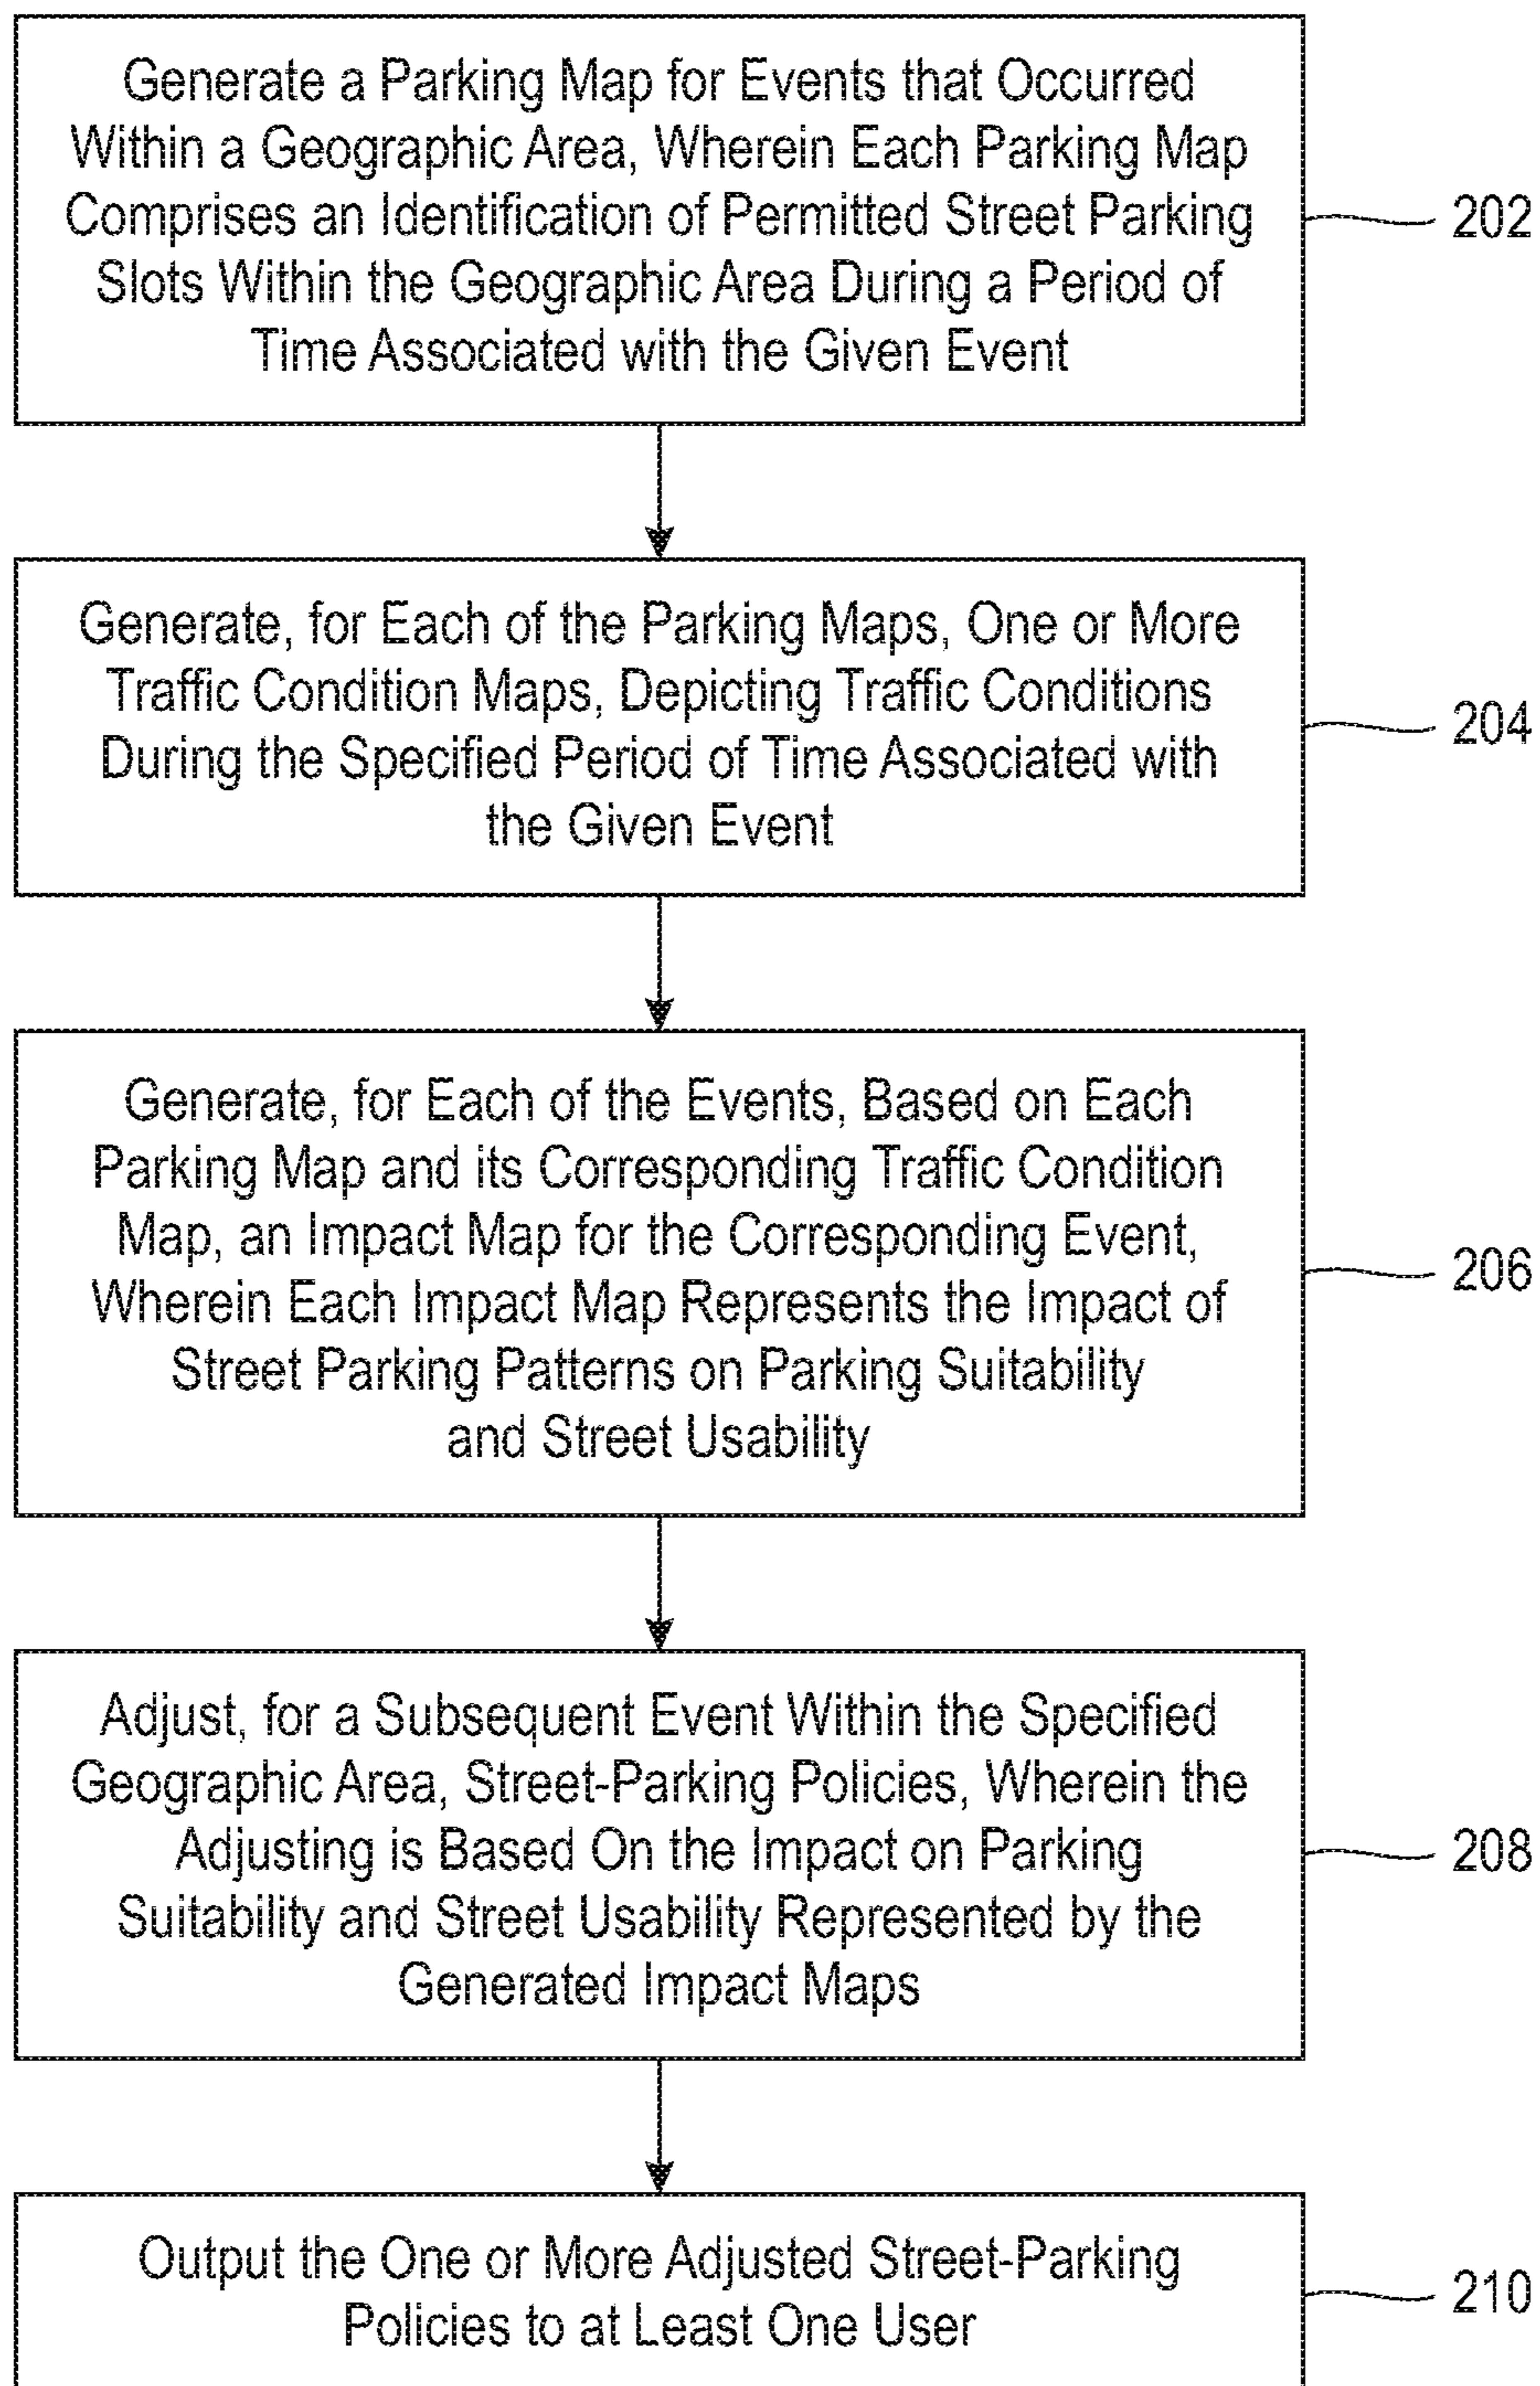 Generate a Parking Map for Events that Occurred
Within a Geographic Area, Wherein Each Parking Map
Comprises an Identification of Permitted Street Parking
Slots Within the Geographic Area During a Period of
Time Associated with the Given Event
202
Generate, for Each of the Parking Maps, One or More
Traffic Condition Maps, Depicting Traffic Conditions
During the Specified Period of Time Associated with
the Given Event
204
Generate, for Each of the Events, Based on Each
Parking Map and its Corresponding Traffic Condition
Map, an Impact Map for the Corresponding Event,
Wherein Each Impact Map Represents the Impact of
Street Parking Patterns on Parking Suitability
and Street Usability
206
Adjust, for a Subsequent Event Within the Specified
Geographic Area, Street-Parking Policies, Wherein the
Adjusting is Based On the Impact on Parking
Suitability and Street Usability Represented by the
Generated Impact Maps
208
Output the One or More Adjusted Street-Parking
Policies to at Least One User
210